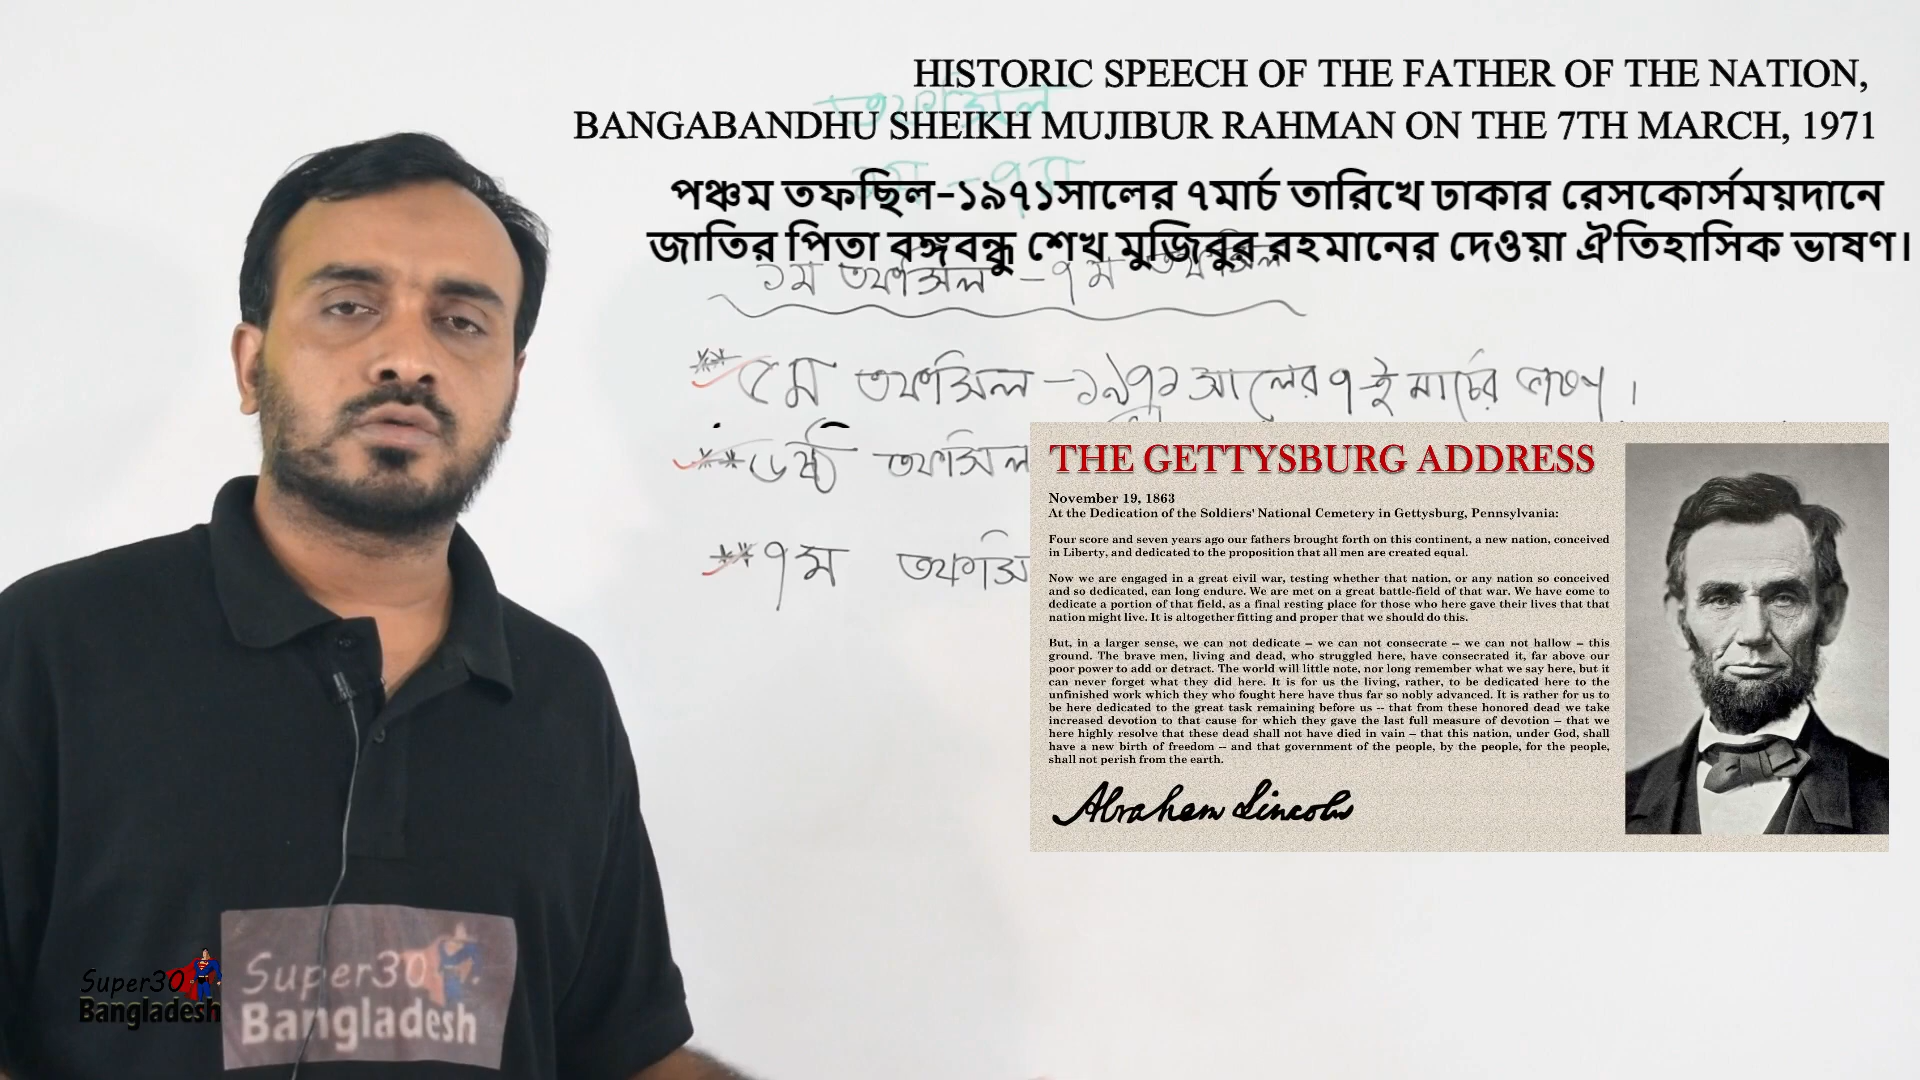 HISTORIC SPEECH OF THE FATHER OF THE NATION,
BANGABANDHU SHEIKH MUJIBUR RAHMAN ON THE 7TH MARCH, 1971
তফসিল
১ম - ৭ম
পঞ্চম তফছিল-১৯৭১সালের ৭মার্চ তারিখে ঢাকার রেসকোর্সময়দানে
জাতির পিতা বঙ্গবন্ধু শেখ মুজিবুর রহমানের দেওয়া ঐতিহাসিক ভাষণ।
১ম তফসিল - ৭ম তফসিল
** ৫ম তফসিল - ১৯৭১ সালের ৭ই মার্চের ভাষণ।
** ৬ষ্ঠ তফসিল
** ৭ম তফসি
THE GETTYSBURG ADDRESS
November 19, 1863
At the Dedication of the Soldiers' National Cemetery in Gettysburg, Pennsylvania:
Four score and seven years ago our fathers brought forth on this continent, a new nation, conceived
in Liberty, and dedicated to the proposition that all men are created equal.
Now we are engaged in a great civil war, testing whether that nation, or any nation so conceived
and so dedicated, can long endure. We are met on a great battle-field of that war. We have come to
dedicate a portion of that field, as a final resting place for those who here gave their lives that that
nation might live. It is altogether fitting and proper that we should do this.
But, in a larger sense, we can not dedicate -- we can not consecrate -- we can not hallow -- this
ground. The brave men, living and dead, who struggled here, have consecrated it, far above our
poor power to add or detract. The world will little note, nor long remember what we say here, but it
can never forget what they did here. It is for us the living, rather, to be dedicated here to the
unfinished work which they who fought here have thus far so nobly advanced. It is rather for us to
be here dedicated to the great task remaining before us -- that from these honored dead we take
increased devotion to that cause for which they gave the last full measure of devotion -- that we
here highly resolve that these dead shall not have died in vain -- that this nation, under God, shall
have a new birth of freedom -- and that government of the people, by the people, for the people,
shall not perish from the earth.
Abraham Lincoln
Super30
Bangladesh
Super30
Bangladesh